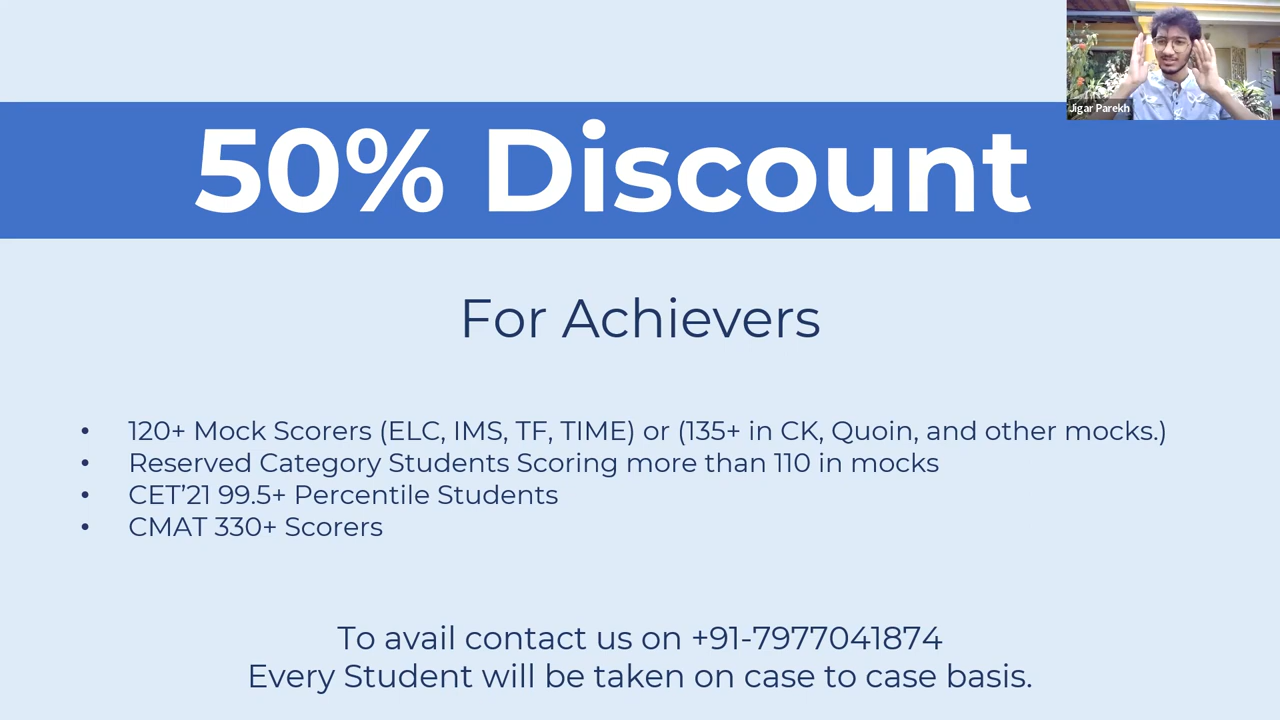 Jigar Parekh
50% Discount
For Achievers
• 120+ Mock Scorers (ELC, IMS, TF, TIME) or (135+ in CK, Quoin, and other mocks.)
• Reserved Category Students Scoring more than 110 in mocks
• CET’21 99.5+ Percentile Students
• CMAT 330+ Scorers
To avail contact us on +91-7977041874
Every Student will be taken on case to case basis.